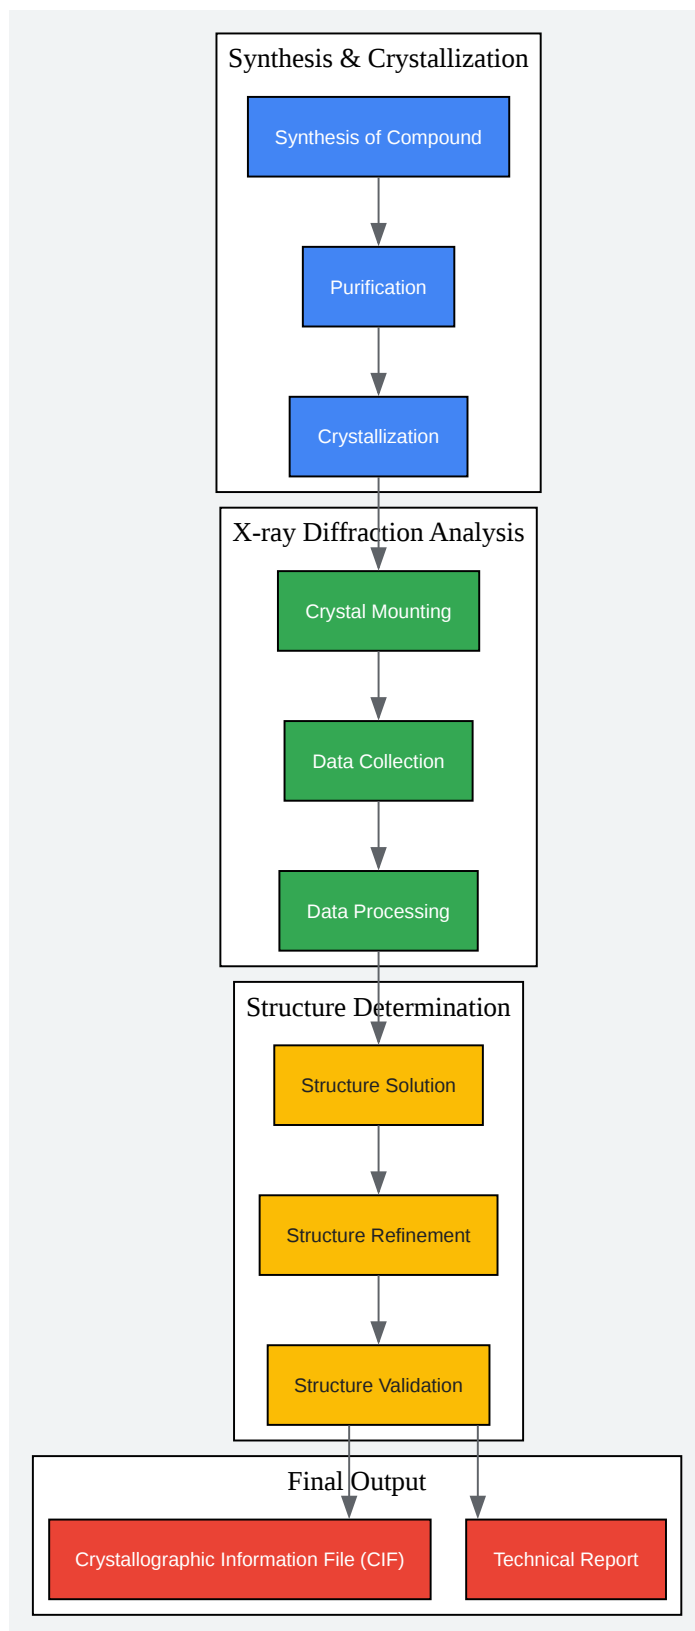 Synthesis & Crystallization
Synthesis of Compound
Purification
Crystallization
X-ray Diffraction Analysis
Crystal Mounting
Data Collection
Data Processing
Structure Determination
Structure Solution
Structure Refinement
Structure Validation
Final Output
Crystallographic Information File (CIF)
Technical Report